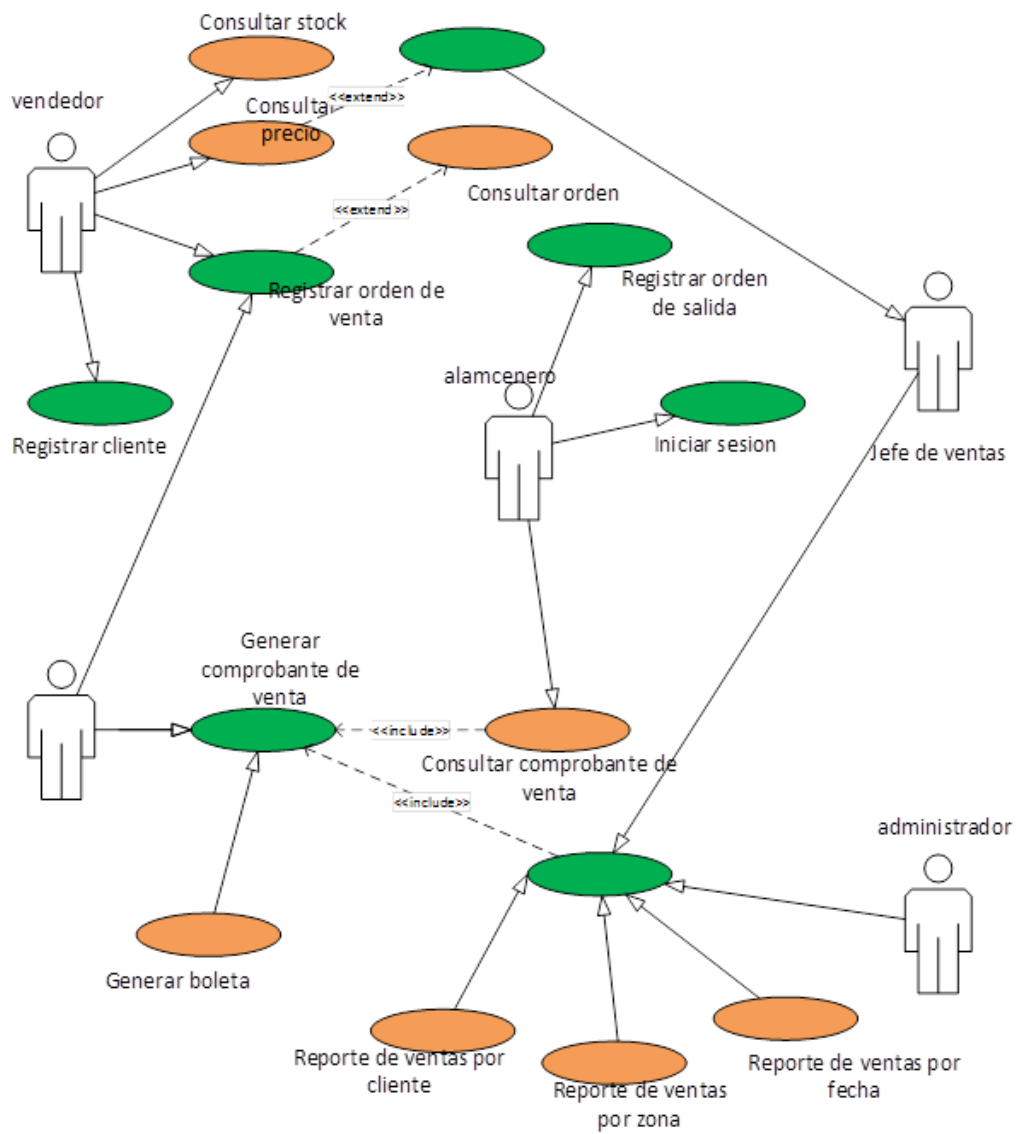 Consultar stock
vendedor
<<extend>>
Consultar
precio
Consultar orden
<<extend>>
Registrar orden
de salida
Registrar orden de
venta
alamcenero
Registrar cliente
Iniciar sesion
Jefe de ventas
Generar
comprobante de
venta
<<include>>
Consultar comprobante de
venta
<<include>>
administrador
Generar boleta
Reporte de ventas por
cliente
Reporte de ventas
por zona
Reporte de ventas por
fecha